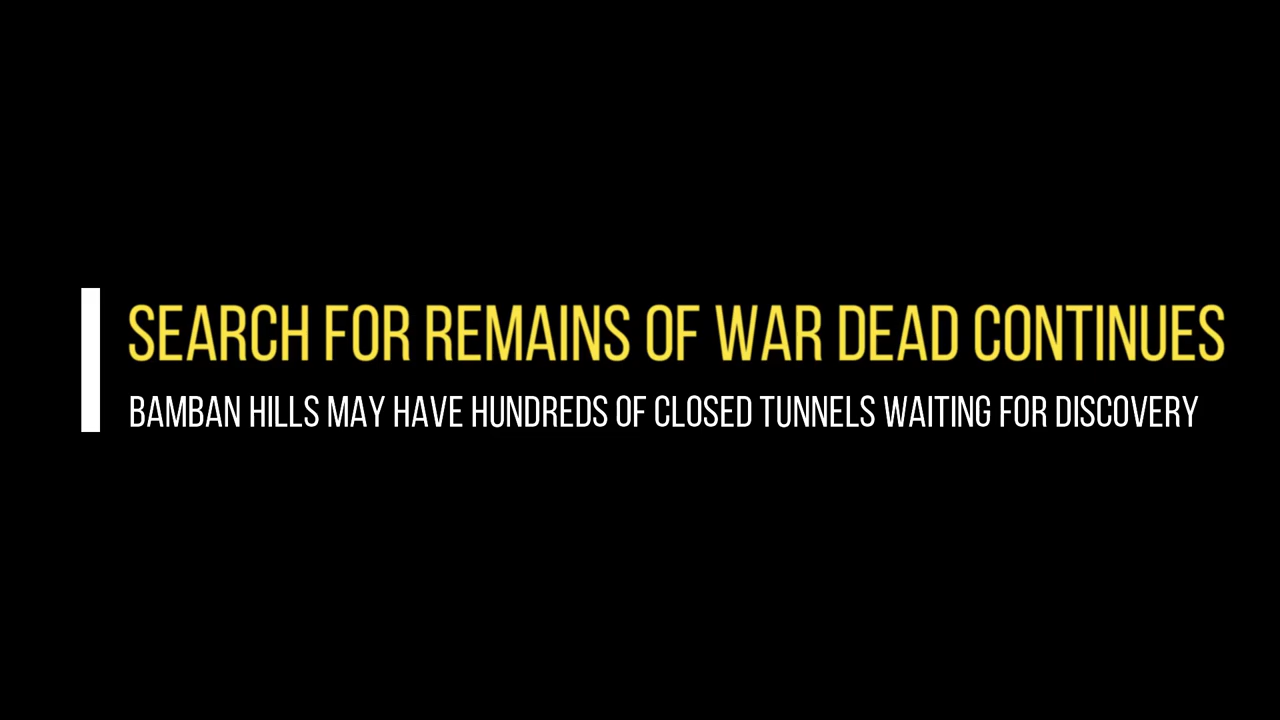 SEARCH FOR REMAINS OF WAR DEAD CONTINUES
BAMBAN HILLS MAY HAVE HUNDREDS OF CLOSED TUNNELS WAITING FOR DISCOVERY